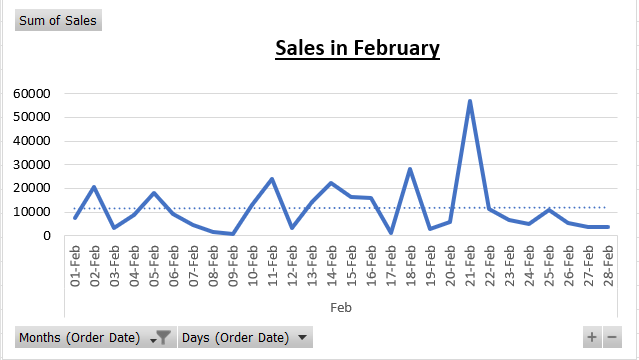 Sum of Sales
Sales in February
60000
50000
40000
30000
20000
10000
0
01-Feb
02-Feb
03-Feb
04-Feb
05-Feb
06-Feb
07-Feb
08-Feb
09-Feb
10-Feb
11-Feb
12-Feb
13-Feb
14-Feb
15-Feb
16-Feb
17-Feb
18-Feb
19-Feb
20-Feb
21-Feb
22-Feb
23-Feb
24-Feb
25-Feb
26-Feb
27-Feb
28-Feb
Feb
Months (Order Date) Days (Order Date) + −